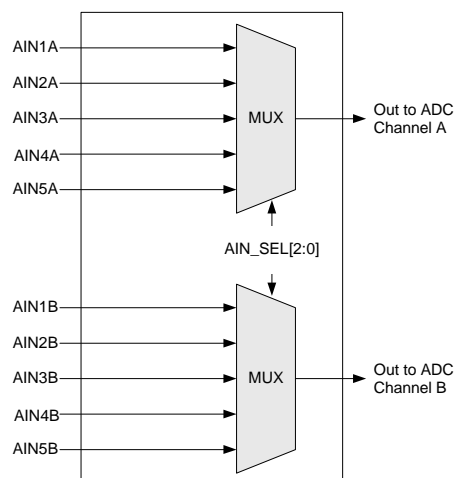 AIN1A
AIN2A
AIN3A
AIN4A
AIN5A
MUX
Out to ADC
Channel A
AIN_SEL[2:0]
AIN1B
AIN2B
AIN3B
AIN4B
AIN5B
MUX
Out to ADC
Channel B